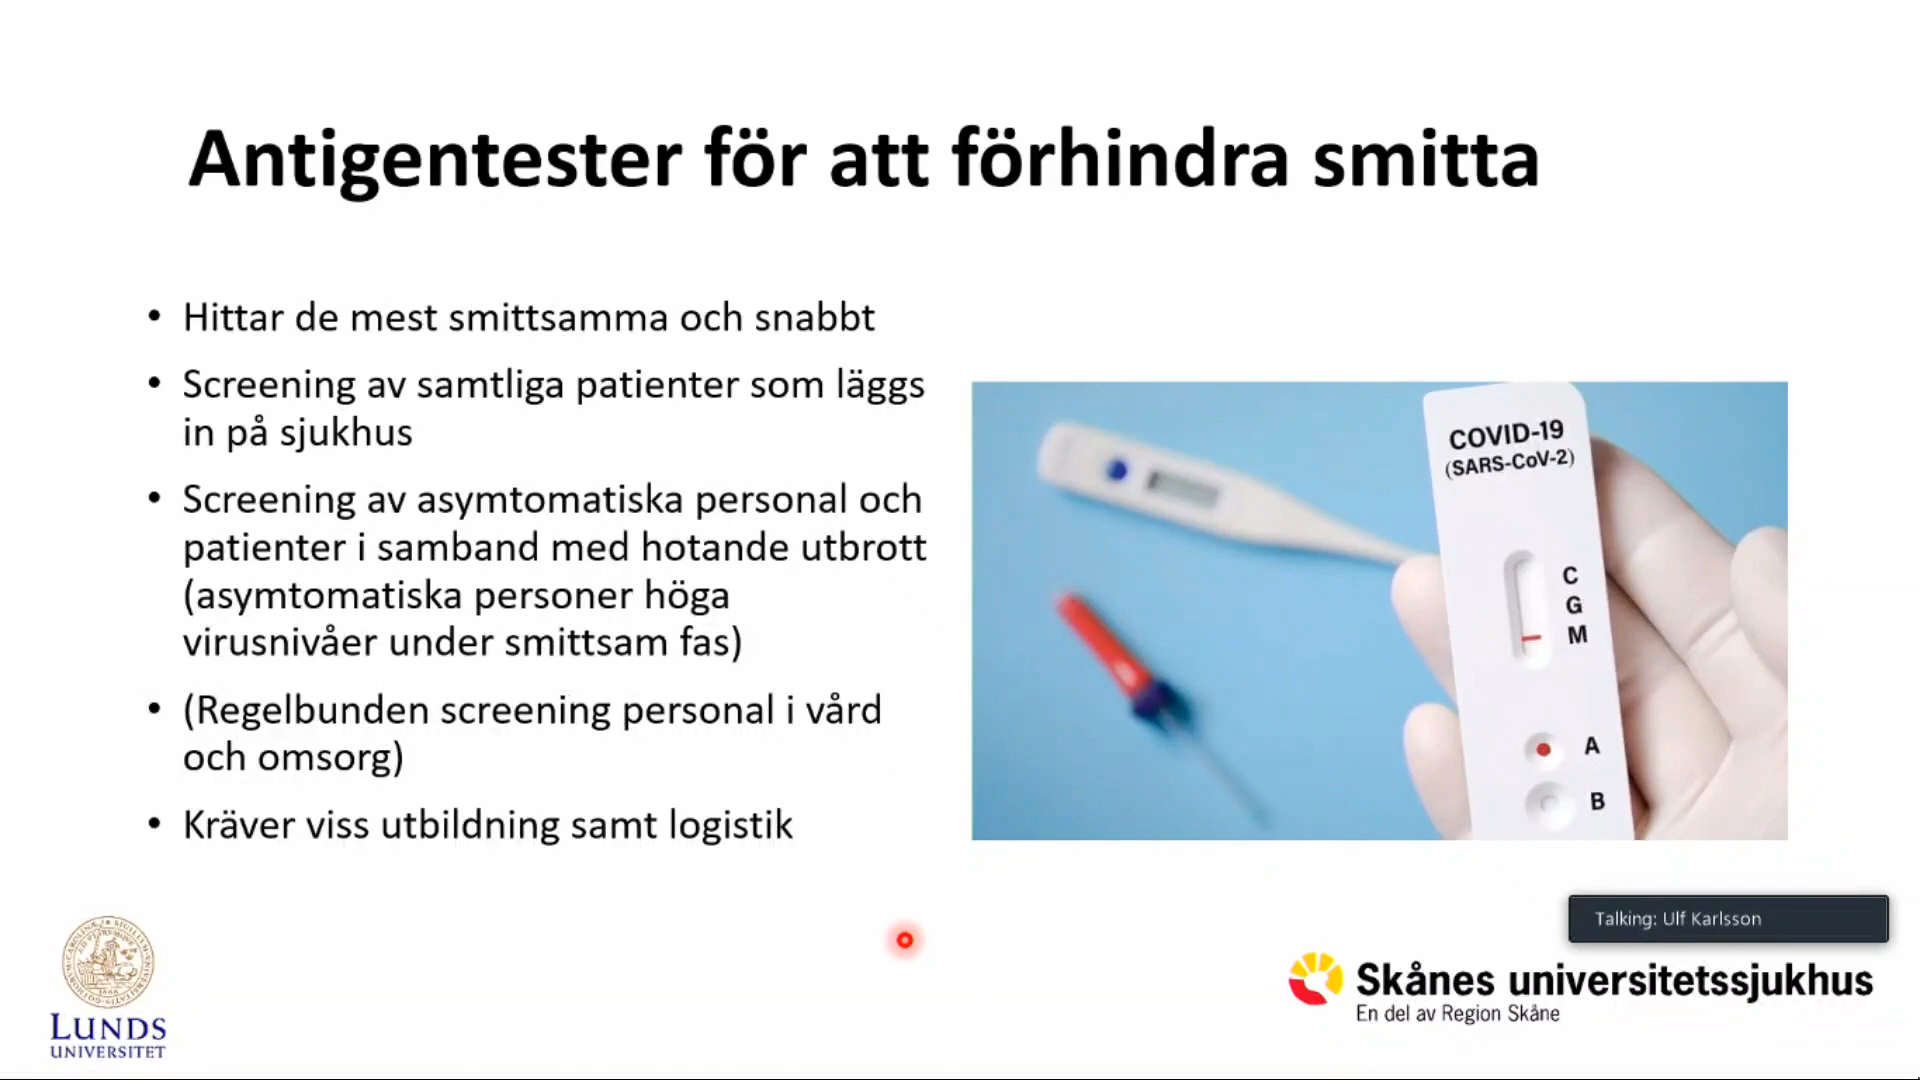 Antigentester för att förhindra smitta
• Hittar de mest smittsamma och snabbt
• Screening av samtliga patienter som läggs
in på sjukhus
• Screening av asymtomatiska personal och
patienter i samband med hotande utbrott
(asymtomatiska personer höga
virusnivåer under smittsam fas)
• (Regelbunden screening personal i vård
och omsorg)
• Kräver viss utbildning samt logistik
COVID-19
(SARS-CoV-2)
C
G
M
A
B
Talking: Ulf Karlsson
LUNDS
UNIVERSITET
Skånes universitetssjukhus
En del av Region Skåne